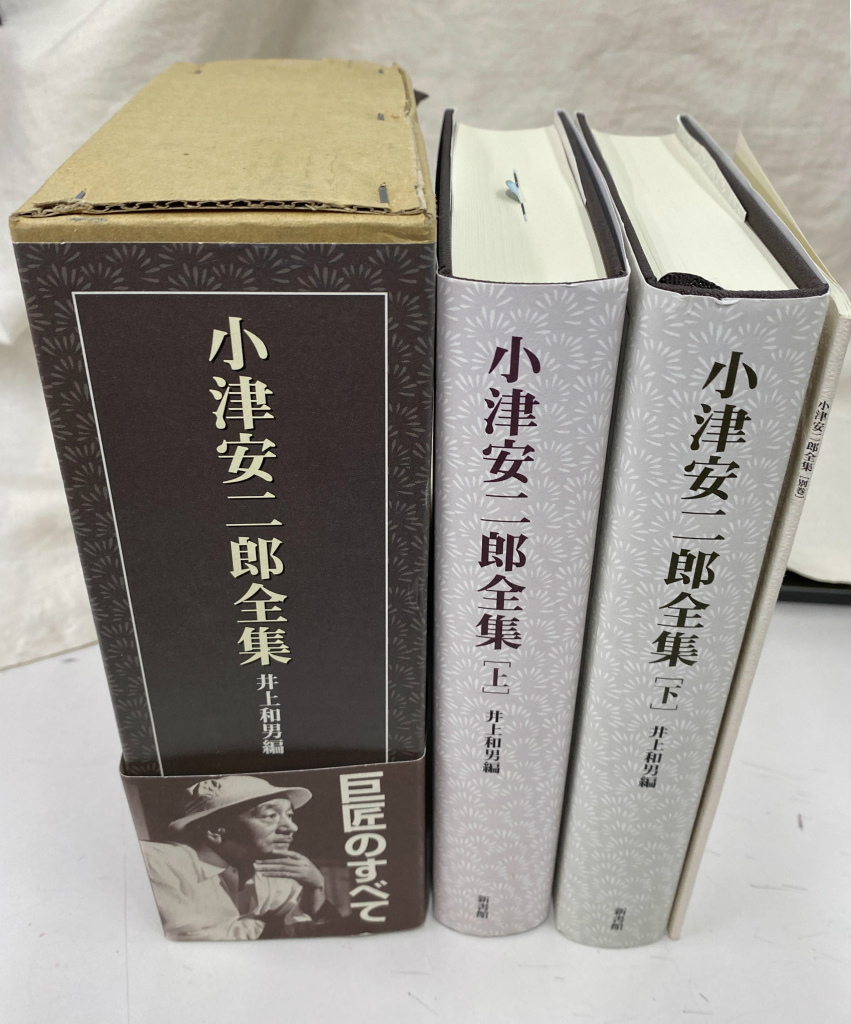 小津安二郎全集
井上和男編
巨匠のすべて
小津安二郎全集[上]
井上和男編
新書館
小津安二郎全集[下]
井上和男編
新書館
小津安二郎全集[別巻]